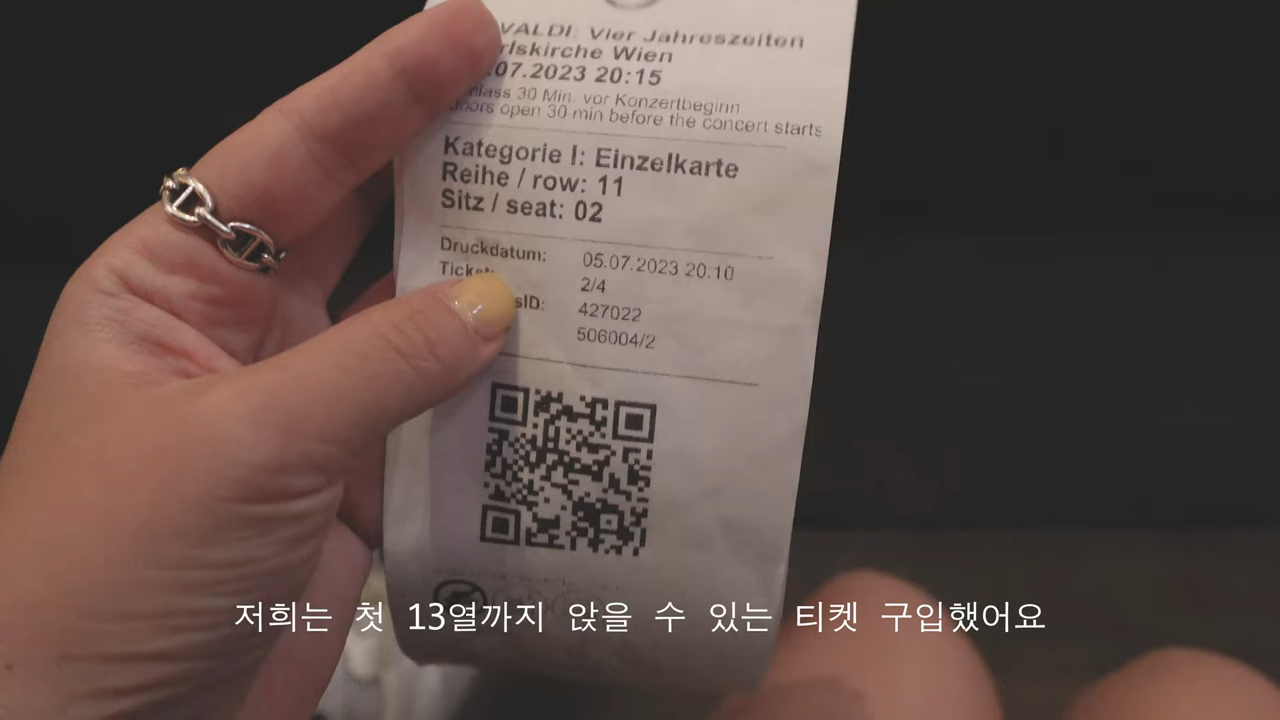 VALDI: Vier Jahreszeiten
rlskirche Wien
.07.2023 20:15
lass 30 Min. vor Konzertbeginn
doors open 30 min before the concert starts
Kategorie I: Einzelkarte
Reihe / row: 11
Sitz / seat: 02
Druckdatum: 05.07.2023 20:10
Ticket: 2/4
sID: 427022
506004/2
저희는 첫 13열까지 앉을 수 있는 티켓 구입했어요